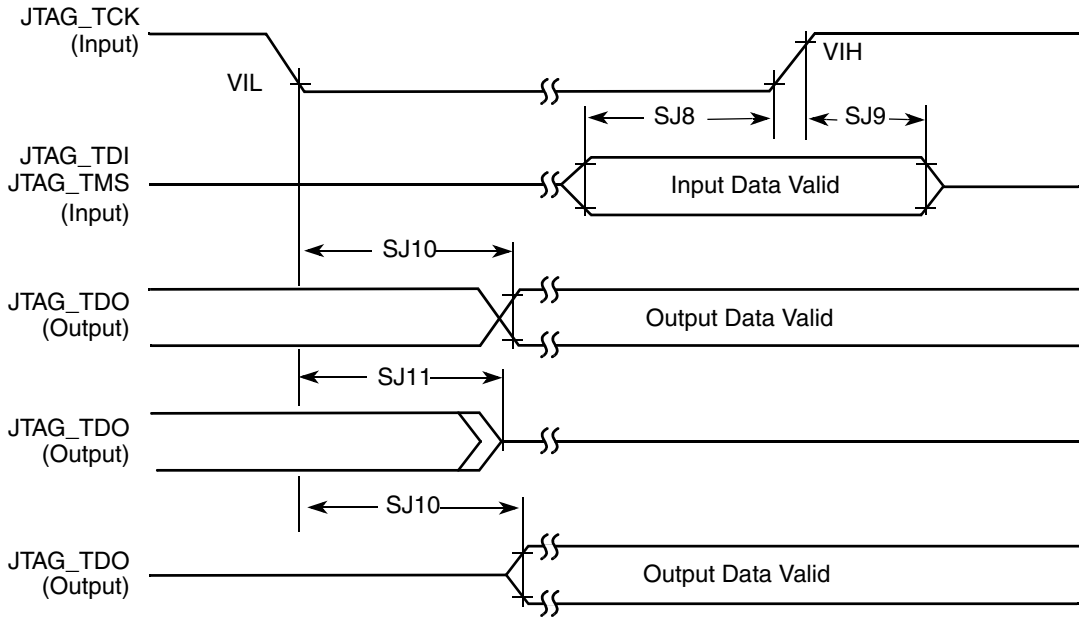 JTAG_TCK
(Input)
VIL
VIH
SJ8
SJ9
JTAG_TDI
JTAG_TMS
(Input)
Input Data Valid
SJ10
JTAG_TDO
(Output)
Output Data Valid
SJ11
JTAG_TDO
(Output)
SJ10
JTAG_TDO
(Output)
Output Data Valid